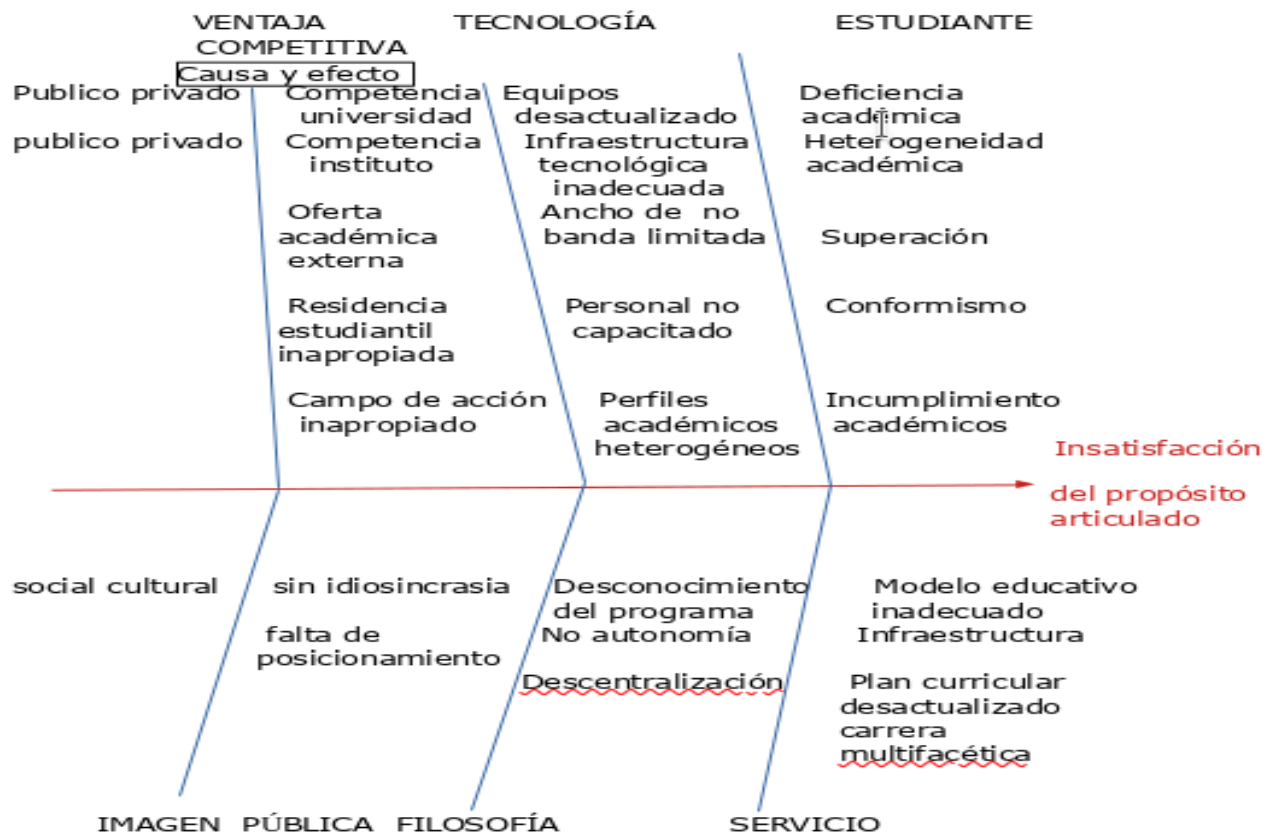 VENTAJA
COMPETITIVA
TECNOLOGÍA
ESTUDIANTE
Causa y efecto
Publico privado
publico privado
Competencia
universidad
Competencia
instituto
Oferta
académica
externa
Residencia
estudiantil
inapropiada
Campo de acción
inapropiado
Equipos
desactualizado
Infraestructura
tecnológica
inadecuada
Ancho de no
banda limitada
Personal no
capacitado
Perfiles
académicos
heterogéneos
Deficiencia
académica
Heterogeneidad
académica
Superación
Conformismo
Incumplimiento
académicos
Insatisfacción
del propósito
articulado
social cultural
sin idiosincrasia
falta de
posicionamiento
Desconocimiento
del programa
No autonomía
Descentralización
Modelo educativo
inadecuado
Infraestructura
Plan curricular
desactualizado
carrera
multifacética
IMAGEN PÚBLICA
FILOSOFÍA
SERVICIO